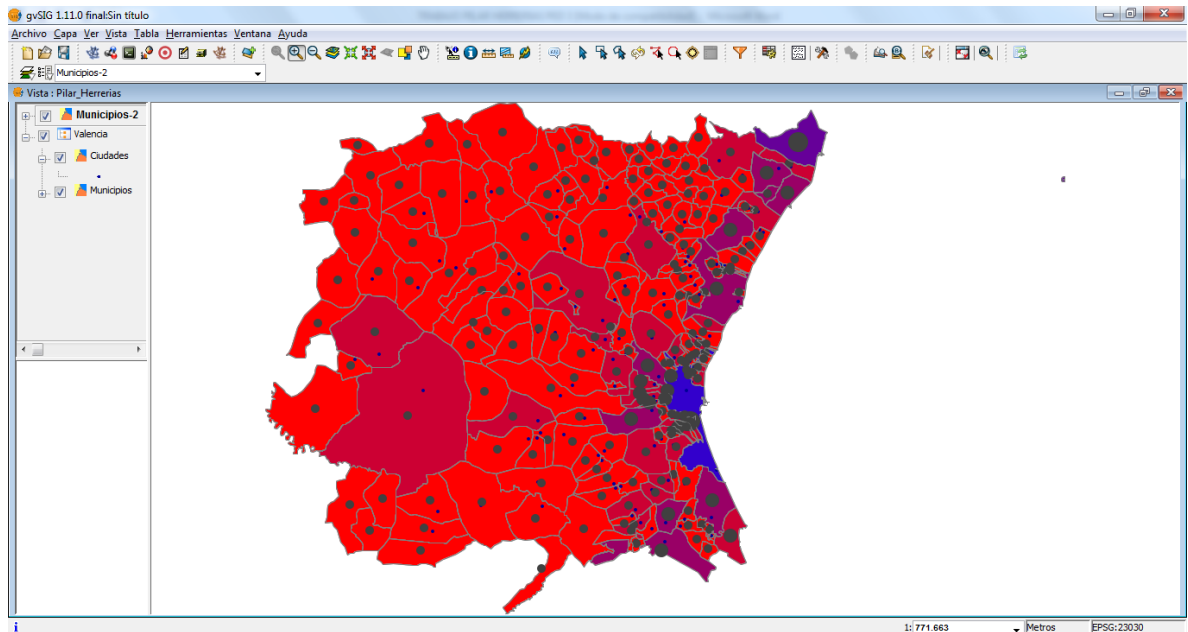 gvSIG 1.11.0 final:Sin título
Archivo Capa Ver Vista Tabla Herramientas Ventana Ayuda
Municipios-2
Vista : Pilar_Herrerias
Municipios-2
Valencia
Ciudades
Municipios
1: 771.663 Metros EPSG:23030